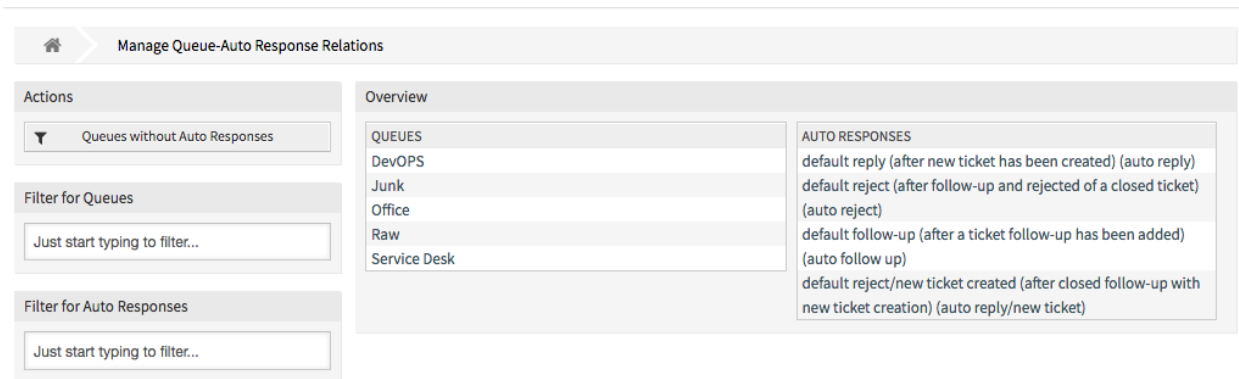 Manage Queue-Auto Response Relations
Actions
Queues without Auto Responses
Filter for Queues
Just start typing to filter...
Filter for Auto Responses
Just start typing to filter...
Overview
QUEUES
DevOPS
Junk
Office
Raw
Service Desk
AUTO RESPONSES
default reply (after new ticket has been created) (auto reply)
default reject (after follow-up and rejected of a closed ticket)
(auto reject)
default follow-up (after a ticket follow-up has been added)
(auto follow up)
default reject/new ticket created (after closed follow-up with
new ticket creation) (auto reply/new ticket)